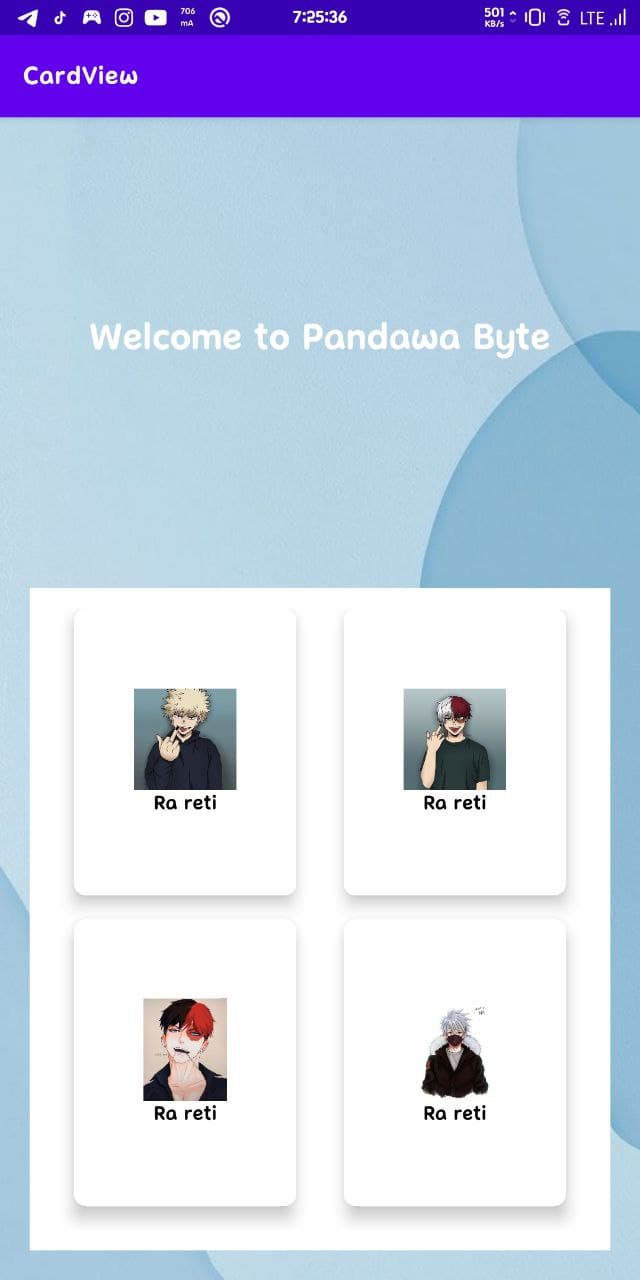 706
mA
7:25:36
501
KB/s
LTE
CardView
Welcome to Pandawa Byte
Ra reti
Ra reti
Ra reti
Ra reti